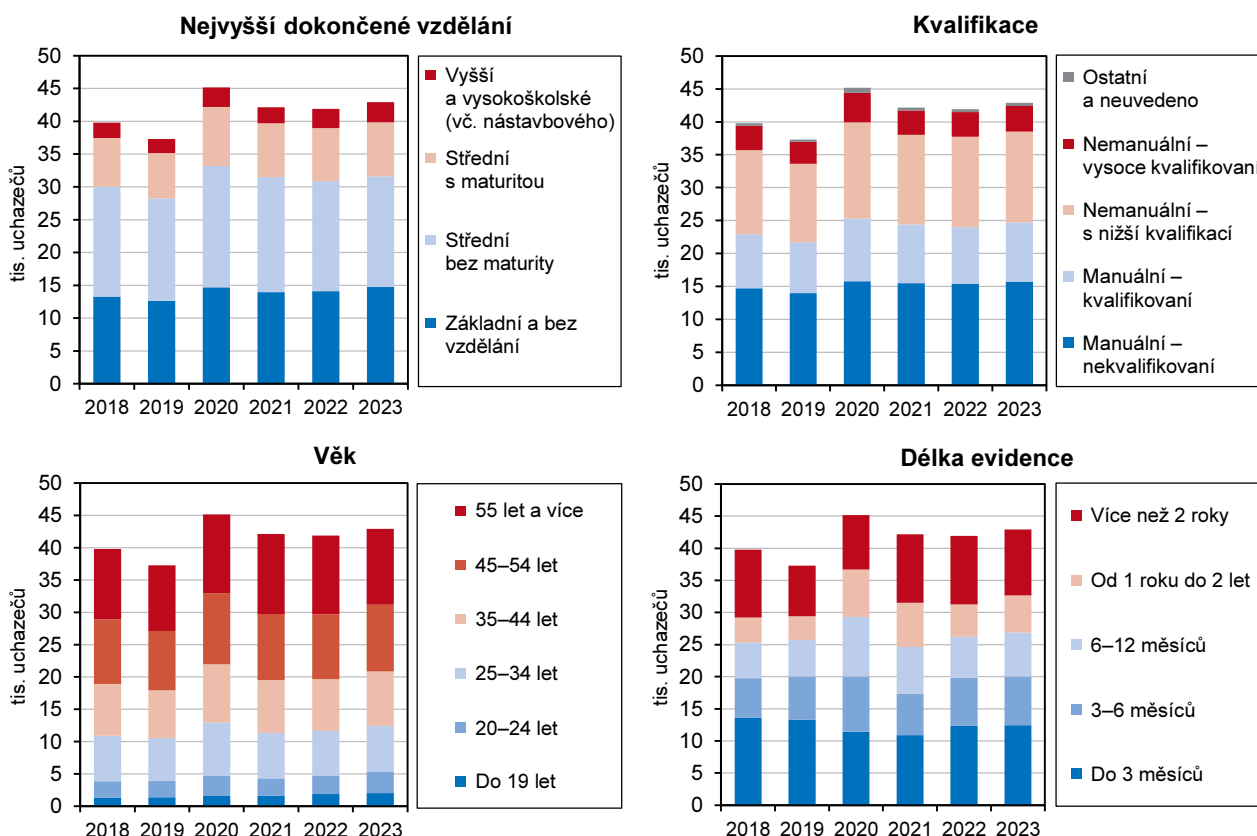 Nejvyšší dokončené vzdělání
tis. uchazečů
50
45
40
35
30
25
20
15
10
5
0
2018 2019 2020 2021 2022 2023
Vyšší
a vysokoškolské
(vč. nástavbového)
Střední
s maturitou
Střední
bez maturity
Základní a bez
vzdělání
Kvalifikace
tis. uchazečů
50
45
40
35
30
25
20
15
10
5
0
2018 2019 2020 2021 2022 2023
Ostatní
a neuvedeno
Nemanuální –
vysoce kvalifikovaní
Nemanuální –
s nižší kvalifikací
Manuální –
kvalifikovaní
Manuální –
nekvalifikovaní
Věk
tis. uchazečů
50
45
40
35
30
25
20
15
10
5
0
2018 2019 2020 2021 2022 2023
55 let a více
45–54 let
35–44 let
25–34 let
20–24 let
Do 19 let
Délka evidence
tis. uchazečů
50
45
40
35
30
25
20
15
10
5
0
2018 2019 2020 2021 2022 2023
Více než 2 roky
Od 1 roku do 2 let
6–12 měsíců
3–6 měsíců
Do 3 měsíců